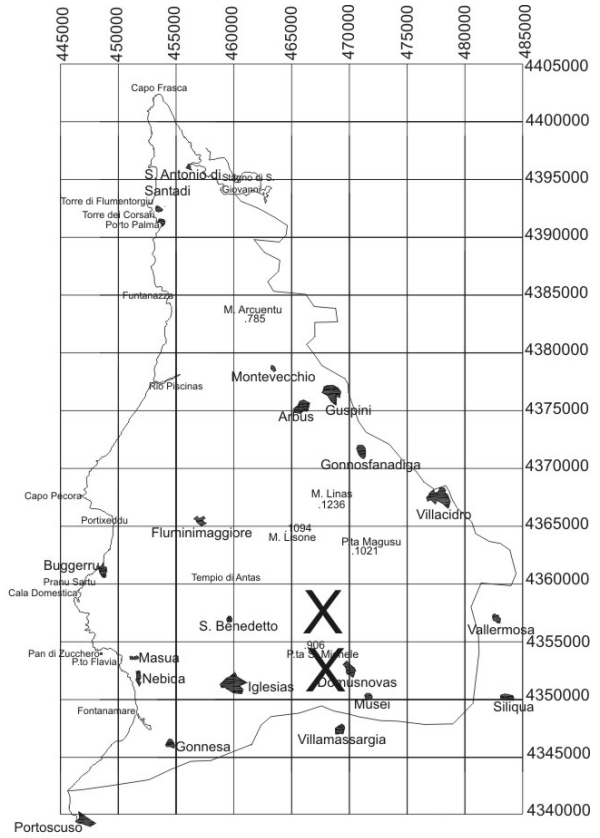 445000
450000
455000
460000
465000
470000
475000
480000
485000
4405000
Capo Frasca
4400000
S. Antonio di
Santadi
Stagno di S.
Giovanni
4395000
Torre di Flumentorgiu
Torre dei Corsari
Porto Palma
4390000
Funtanazza
4385000
M. Arcuentu
.785
4380000
Montevecchio
Rio Piscinas
Arbus
Guspini
4375000
Gonnosfanadiga
4370000
Capo Pecora
M. Linas
.1236
Villacidro
Portixeddu
Fluminimaggiore
1094
M. Lisone
4365000
P.ta Magusu
.1021
Buggerru
Pranu Sartu
Cala Domestica
Tempio di Antas
4360000
X
S. Benedetto
Vallermosa
.906
P.ta S. Michele
4355000
Pan di Zucchero
P.to Flavia
Masua
Nebida
Iglesias
X
Domusnovas
4350000
Musei
Siliqua
Fontanamare
Gonnesa
Villamassargia
4345000
4340000
Portoscuso